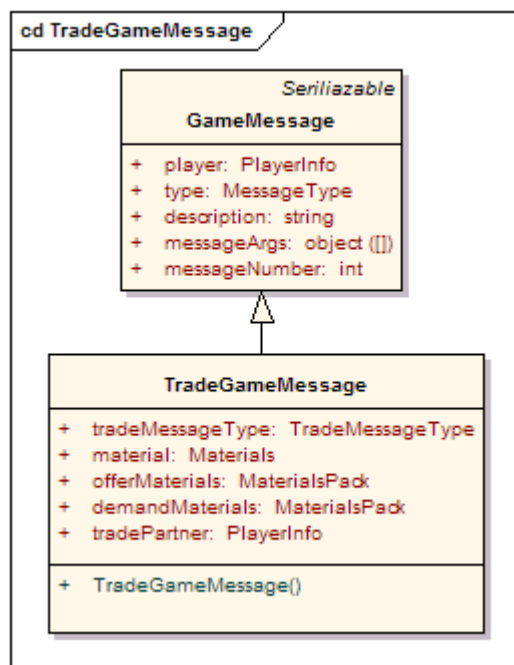 cd TradeGameMessage
Seriliazable
GameMessage
+ player: PlayerInfo
+ type: MessageType
+ description: string
+ messageArgs: object ([])
+ messageNumber: int
TradeGameMessage
+ tradeMessageType: TradeMessageType
+ material: Materials
+ offerMaterials: MaterialsPack
+ demandMaterials: MaterialsPack
+ tradePartner: PlayerInfo
+ TradeGameMessage()